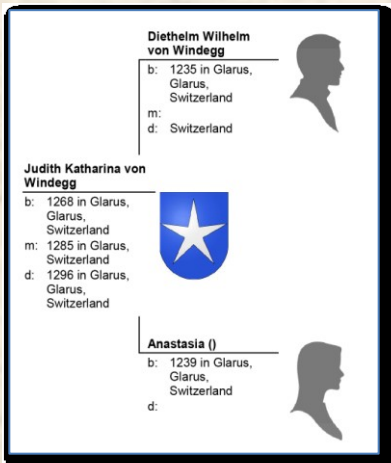 Diethelm Wilhelm
von Windegg
b: 1235 in Glarus,
Glarus,
Switzerland
m:
d: Switzerland
Judith Katharina von
Windegg
b: 1268 in Glarus,
Glarus,
Switzerland
m: 1285 in Glarus,
Switzerland
d: 1296 in Glarus,
Glarus,
Switzerland
Anastasia ()
b: 1239 in Glarus,
Glarus,
Switzerland
d: